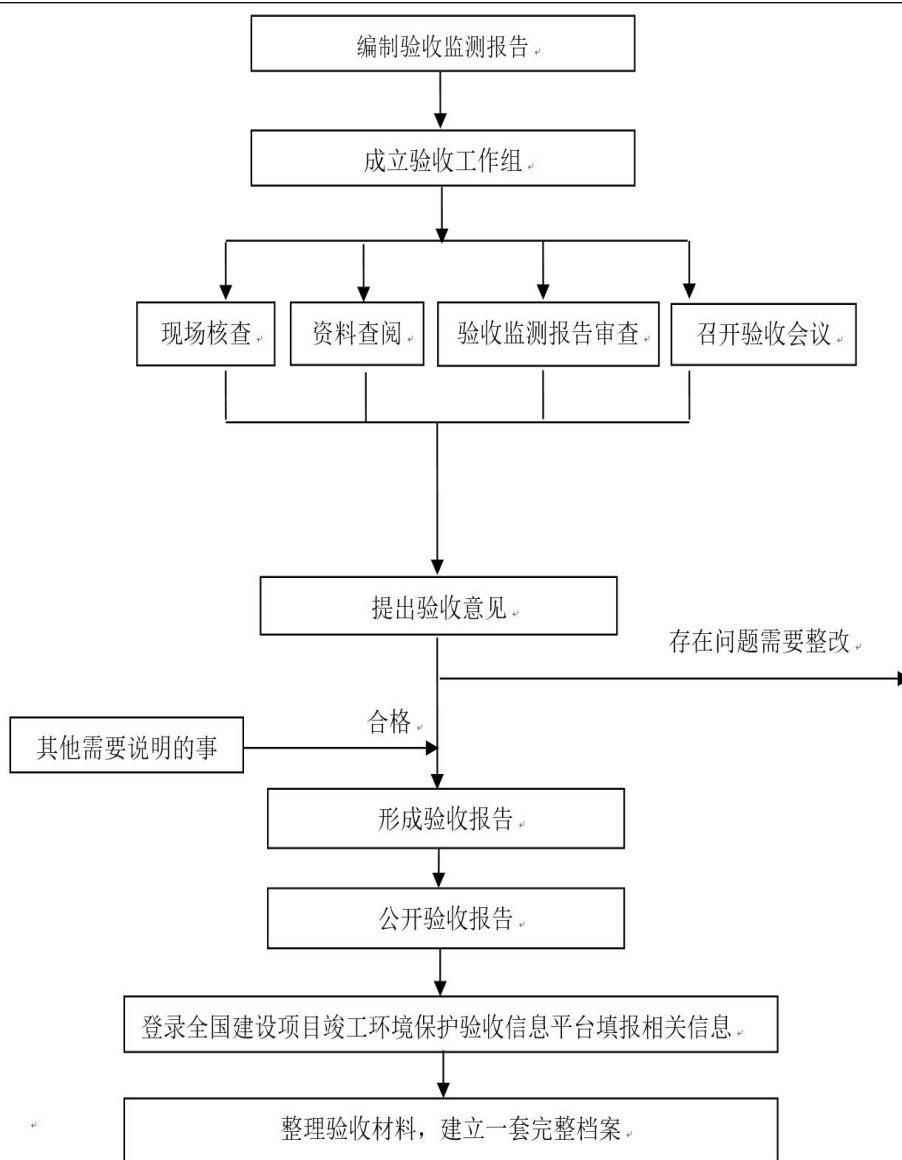 编制验收监测报告
成立验收工作组
现场核查
资料查阅
验收监测报告审查
召开验收会议
提出验收意见
存在问题需要整改
合格
其他需要说明的事
形成验收报告
公开验收报告
登录全国建设项目竣工环境保护验收信息平台填报相关信息
整理验收材料，建立一套完整档案